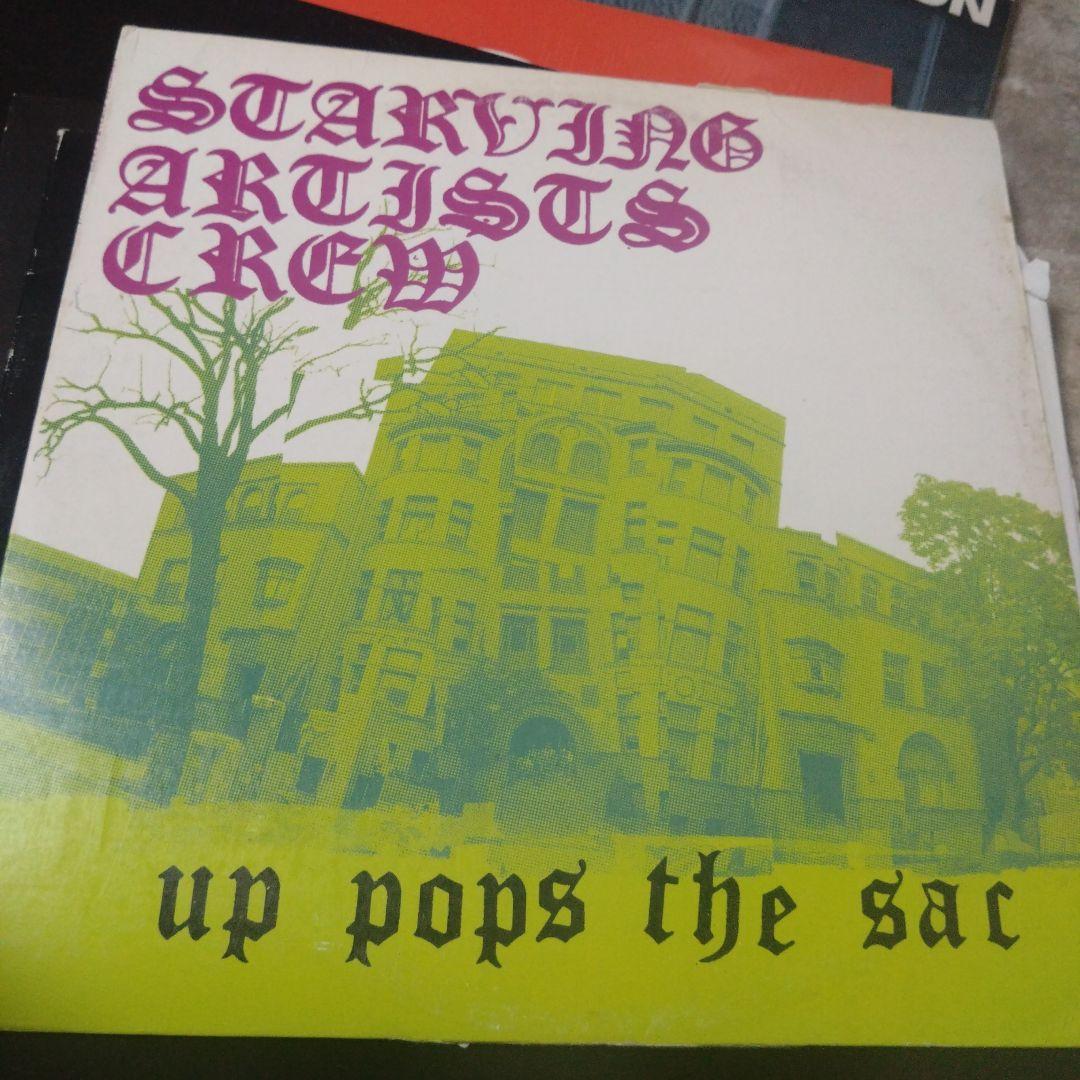 STARVING
ARTISTS
CREW
up pops the sac